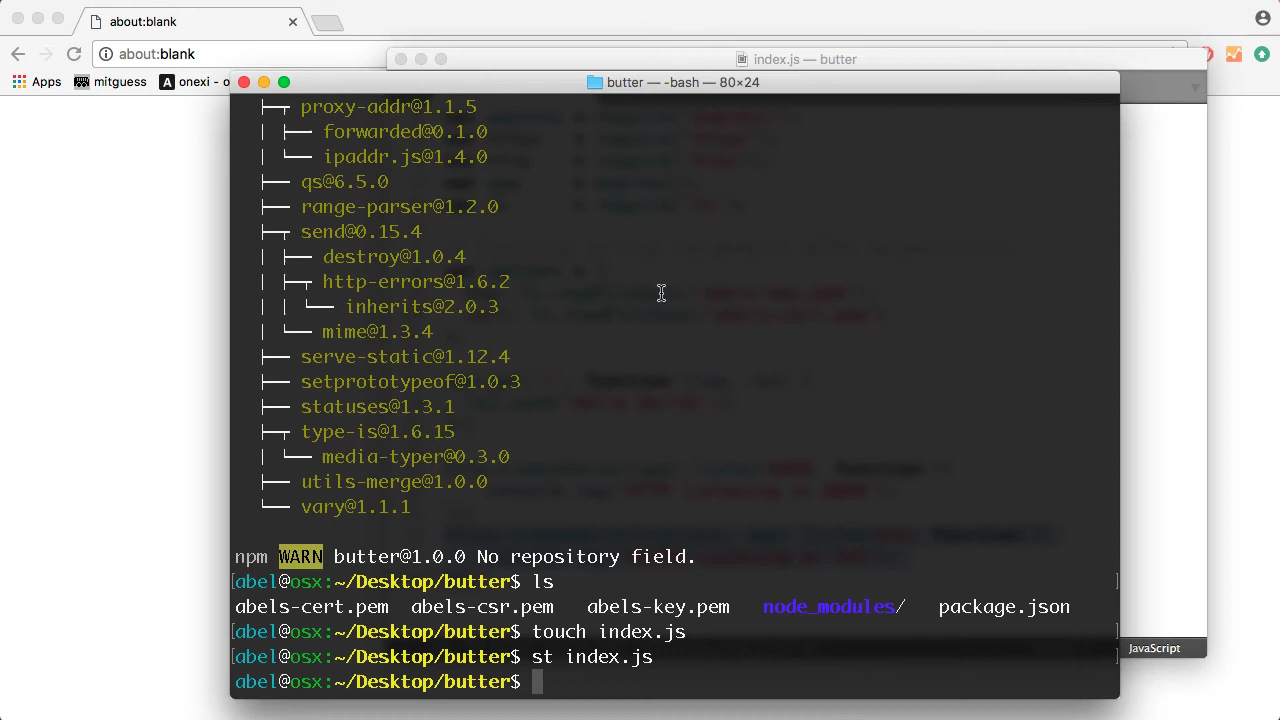 about:blank
about:blank
index.js — butter
Apps
mitguess
onexi - o
butter — -bash — 80×24
├─┬ proxy-addr@1.1.5
│ ├── forwarded@0.1.0
│ └── ipaddr.js@1.4.0
├── qs@6.5.0
├── range-parser@1.2.0
├─┬ send@0.15.4
│ ├── destroy@1.0.4
│ ├─┬ http-errors@1.6.2
│ │ └── inherits@2.0.3
│ └── mime@1.3.4
├── serve-static@1.12.4
├── setprototypeof@1.0.3
├── statuses@1.3.1
├─┬ type-is@1.6.15
│ └── media-typer@0.3.0
├── utils-merge@1.0.0
└── vary@1.1.1
npm WARN butter@1.0.0 No repository field.
[abel@osx:~/Desktop/butter$ ls ]
abels-cert.pem abels-csr.pem abels-key.pem node_modules/ package.json
[abel@osx:~/Desktop/butter$ touch index.js ]
[abel@osx:~/Desktop/butter$ st index.js ]
abel@osx:~/Desktop/butter$
JavaScript